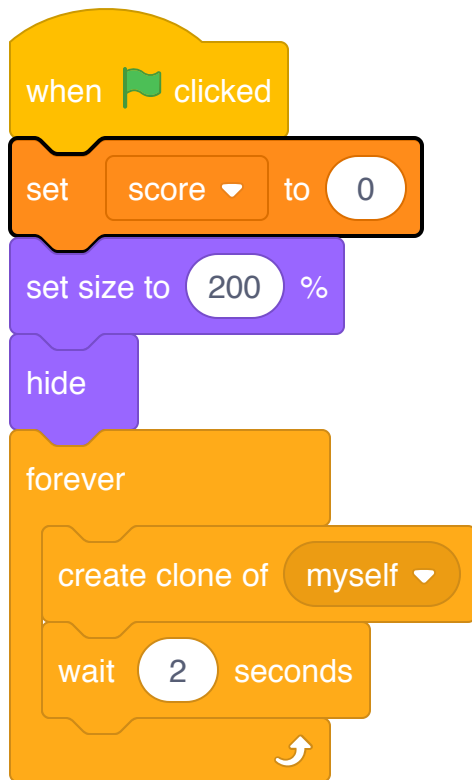 when clicked
set score to 0
set size to 200 %
hide
forever
create clone of myself
wait 2 seconds